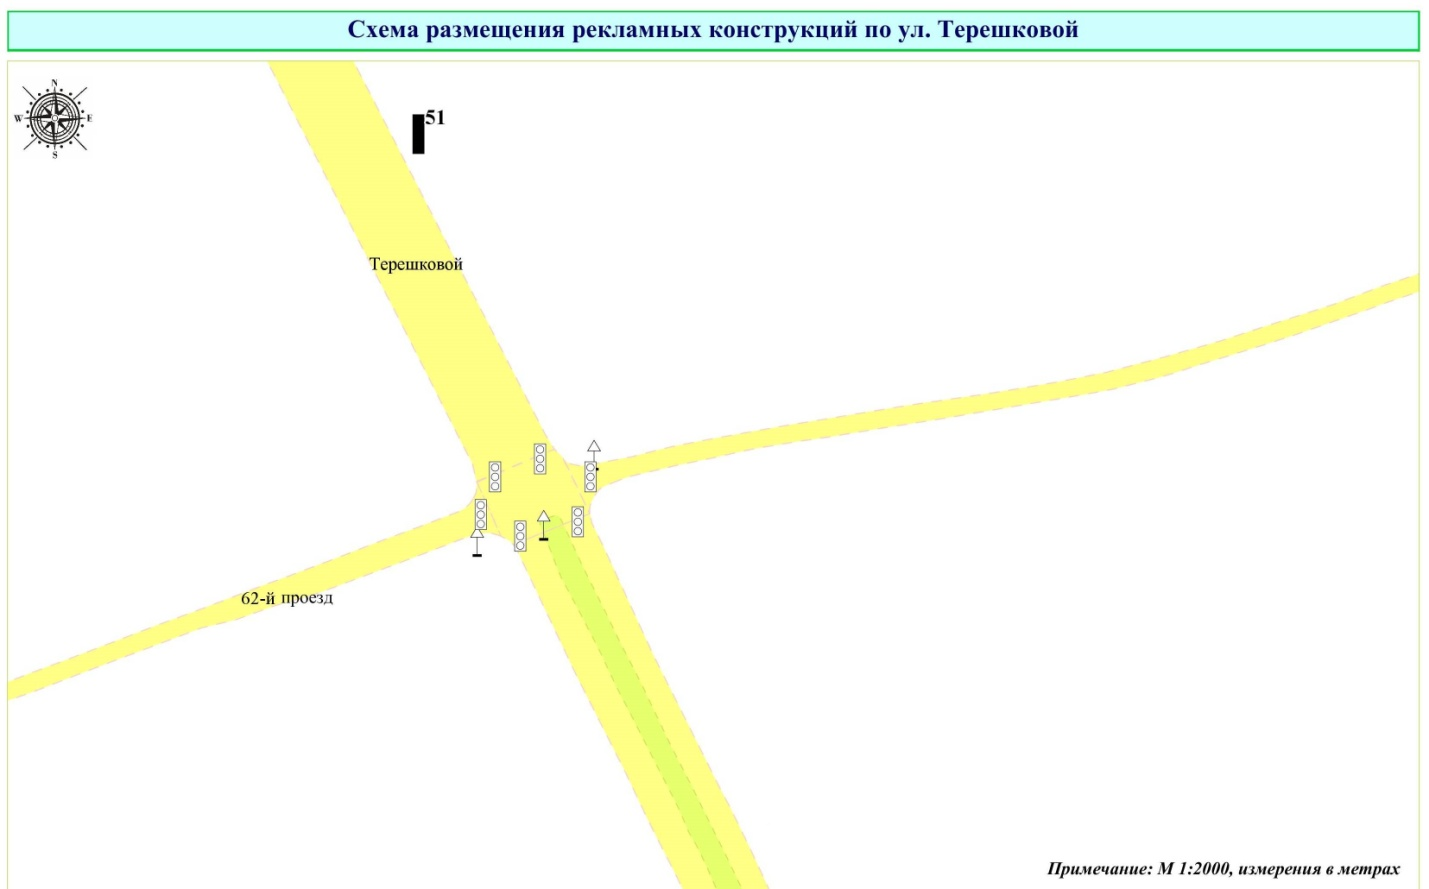 Схема размещения рекламных конструкций по ул. Терешковой
N
W E
S
51
Терешковой
62-й проезд
Примечание: М 1:2000, измерения в метрах